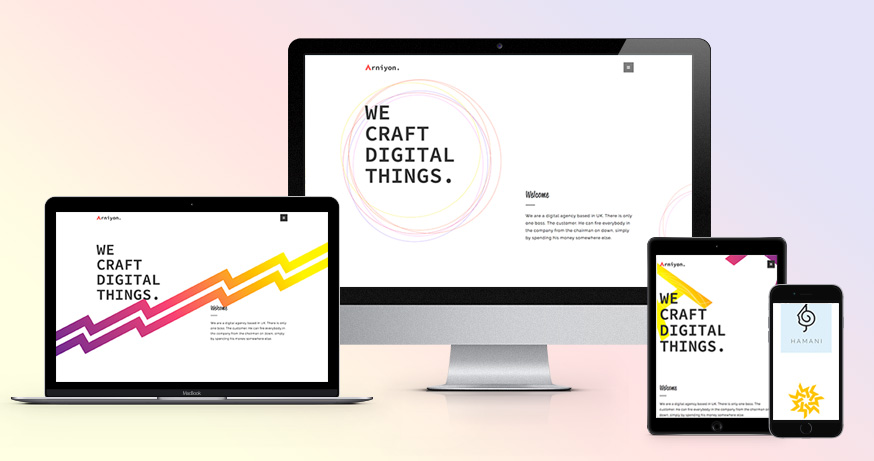 Arniyon.
WE
CRAFT
DIGITAL
THINGS.
Welcome
We are a digital agency based in UK. There is only
one boss. The customer. He can fire everybody in
the company from the chairman on down, simply
by spending his money somewhere else.
Arniyon.
WE
CRAFT
DIGITAL
THINGS.
Welcome
We are a digital agency based in UK. There is only
one boss. The customer. He can fire everybody in
the company from the chairman on down, simply
by spending his money somewhere else.
MacBook
Arniyon.
WE
CRAFT
DIGITAL
THINGS.
Welcome
We are a digital agency based in UK. There is only one boss. The
customer. He can fire everybody in the company from the chairman on down, simply
by spending his money somewhere else.
HAMANI